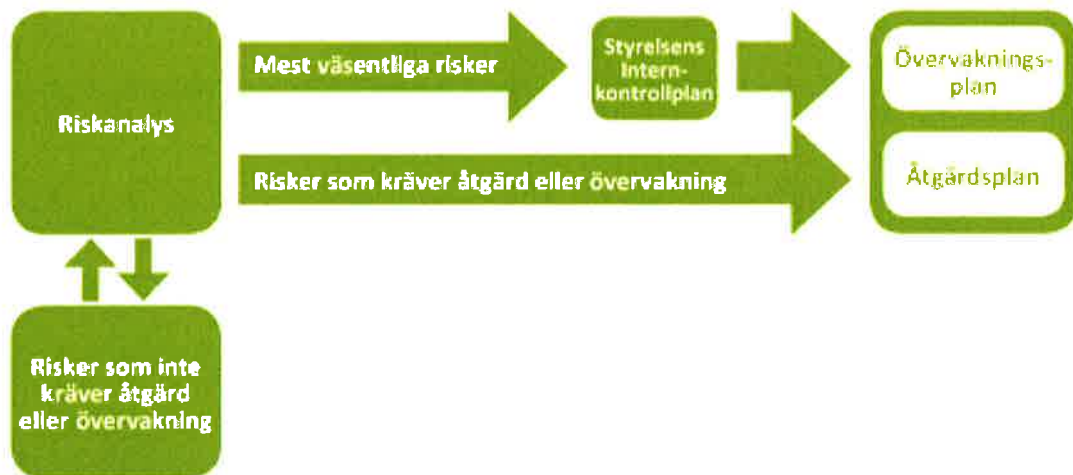 Riskanalys
Mest väsentliga risker
Styrelsens
Intern-
kontrollplan
Övervaknings-
plan
Risker som kräver åtgärd eller övervakning
Åtgärdsplan
Risker som inte
kräver åtgärd
eller övervakning